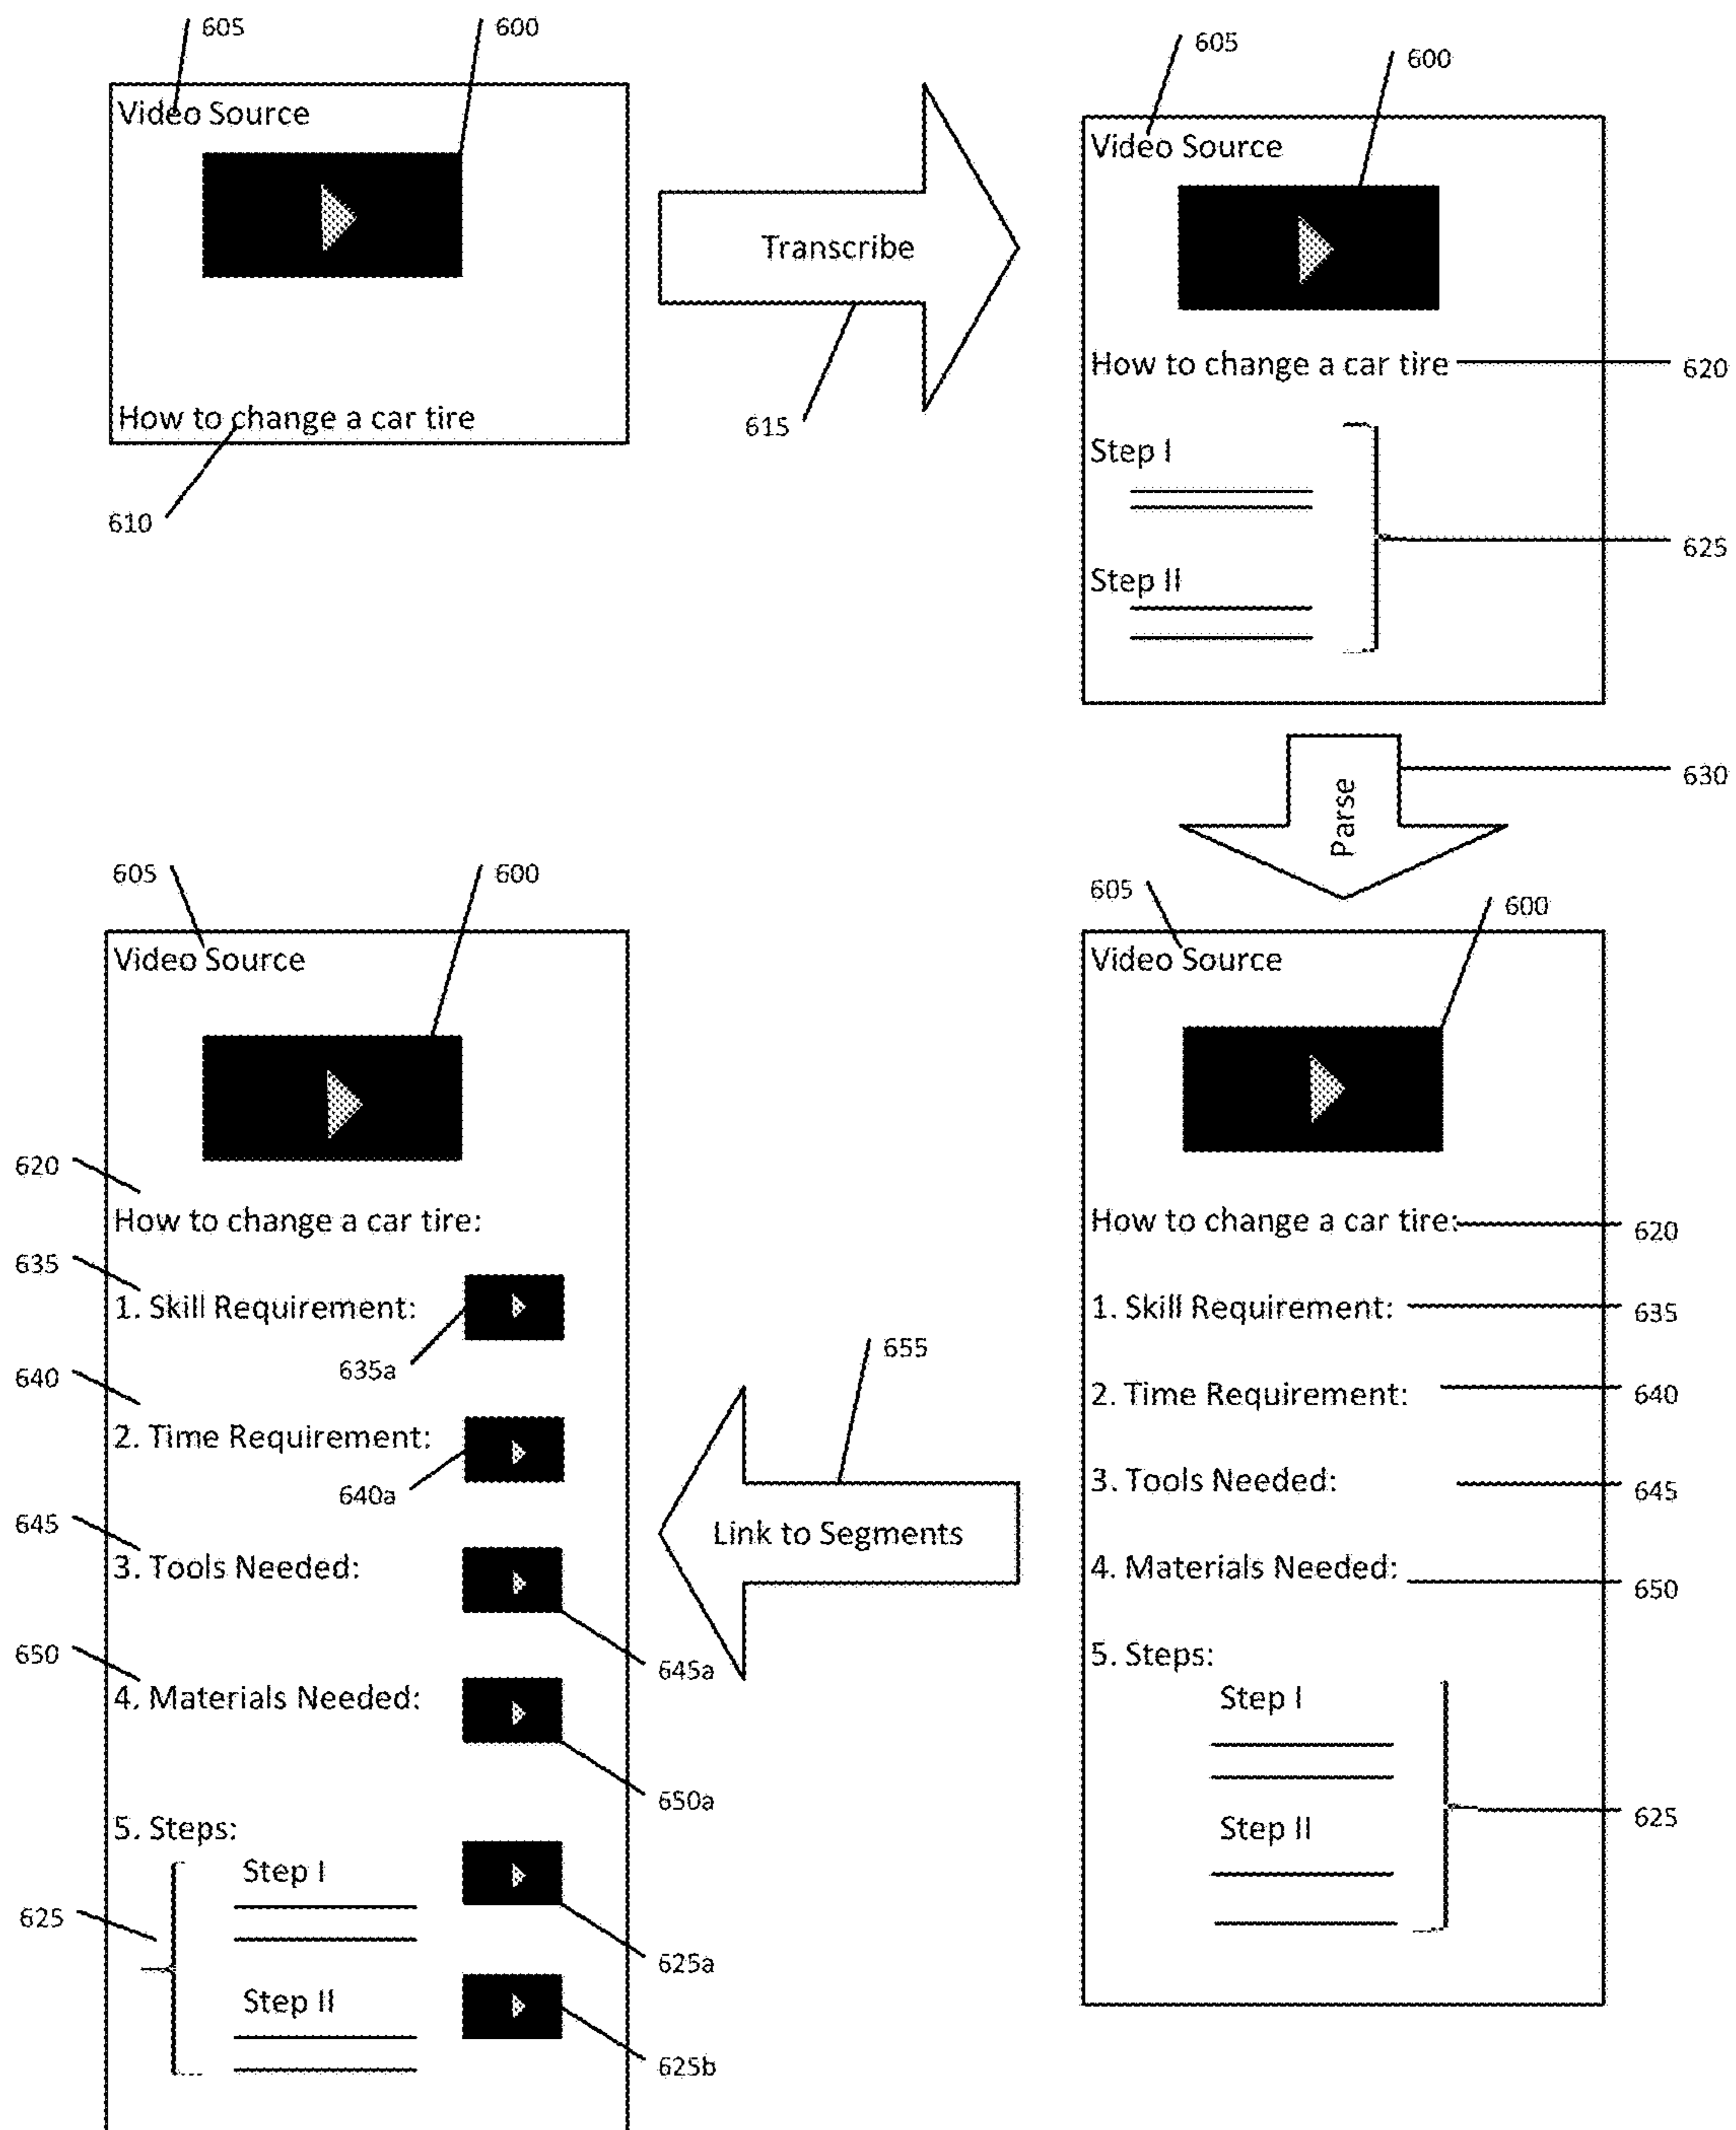 605
600
Video Source
How to change a car tire
610
Transcribe
615
605
600
Video Source
How to change a car tire
620
Step I
Step II
625
Parse
630
605
600
Video Source
How to change a car tire:
620
1. Skill Requirement:
635
2. Time Requirement:
640
3. Tools Needed:
645
4. Materials Needed:
650
5. Steps:
Step I
Step II
625
Link to Segments
655
605
600
Video Source
620
How to change a car tire:
635
1. Skill Requirement:
635a
640
2. Time Requirement:
640a
645
3. Tools Needed:
645a
650
4. Materials Needed:
650a
5. Steps:
Step I
625
625a
Step II
625b